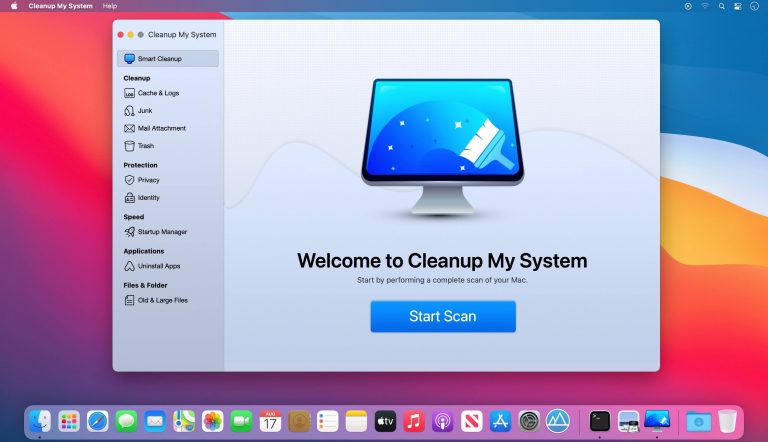 Cleanup My System Help
Cleanup My System
Smart Cleanup
Cleanup
LOG
Cache & Logs
Junk
Mail Attachment
Trash
Protection
Privacy
Identity
Speed
Startup Manager
Applications
Uninstall Apps
Files & Folder
Old & Large Files
Welcome to Cleanup My System
Start by performing a complete scan of your Mac.
Start Scan
AUG
17
tv